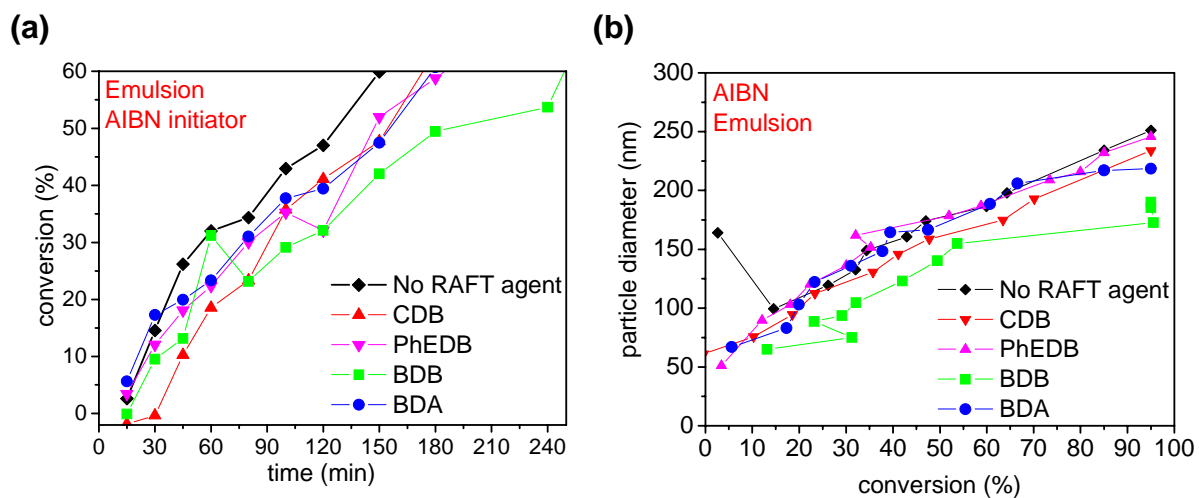 (a)
Emulsion
AIBN initiator
conversion (%)
60
50
40
30
20
10
0
No RAFT agent
CDB
PhEDB
BDB
BDA
0 30 60 90 120 150 180 210 240
time (min)
(b)
AIBN
Emulsion
particle diameter (nm)
300
250
200
150
100
50
0
No RAFT agent
CDB
PhEDB
BDB
BDA
0 10 20 30 40 50 60 70 80 90 100
conversion (%)